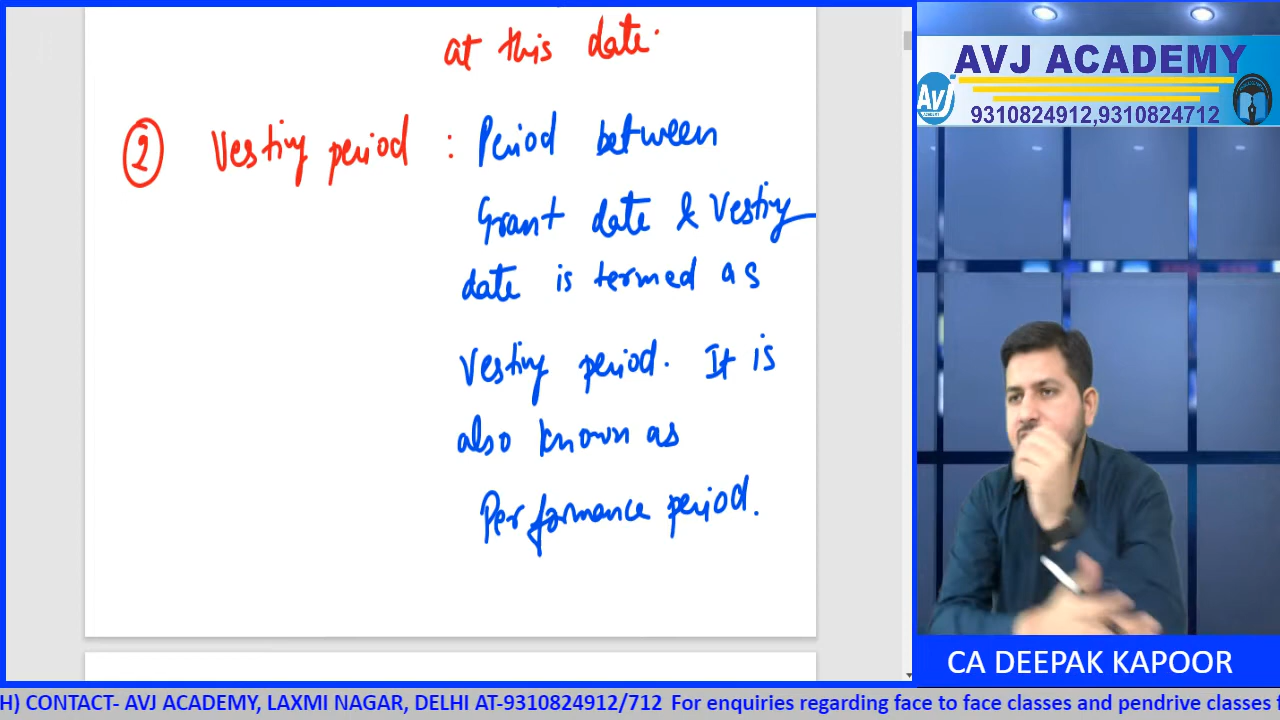 at this date.
AVJ ACADEMY
AVJ
ACADEMY
9310824912,9310824712
2 Vesting period : Period between
Grant date & Vesting
date is termed as
Vesting period. It is
also known as
Performance period.
CA DEEPAK KAPOOR
H) CONTACT- AVJ ACADEMY, LAXMI NAGAR, DELHI AT-9310824912/712 For enquiries regarding face to face classes and pendrive classes